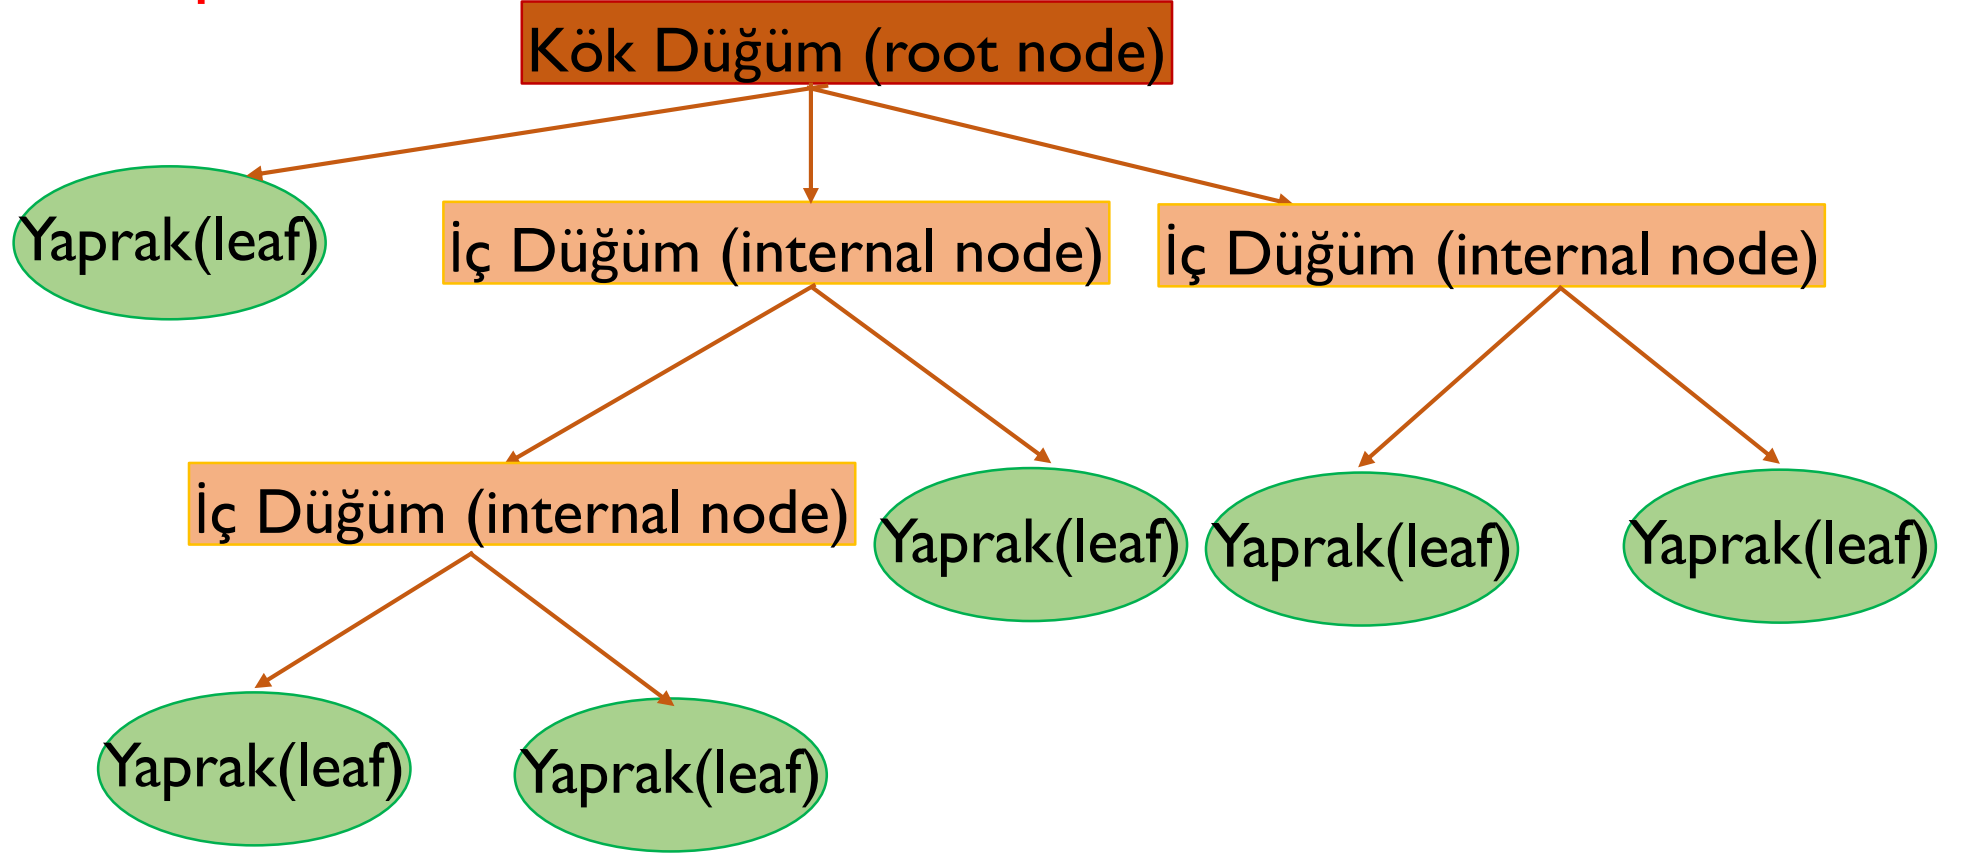 Kök Düğüm (root node)
Yaprak(leaf)
İç Düğüm (internal node)
İç Düğüm (internal node)
İç Düğüm (internal node)
Yaprak(leaf)
Yaprak(leaf)
Yaprak(leaf)
Yaprak(leaf)
Yaprak(leaf)